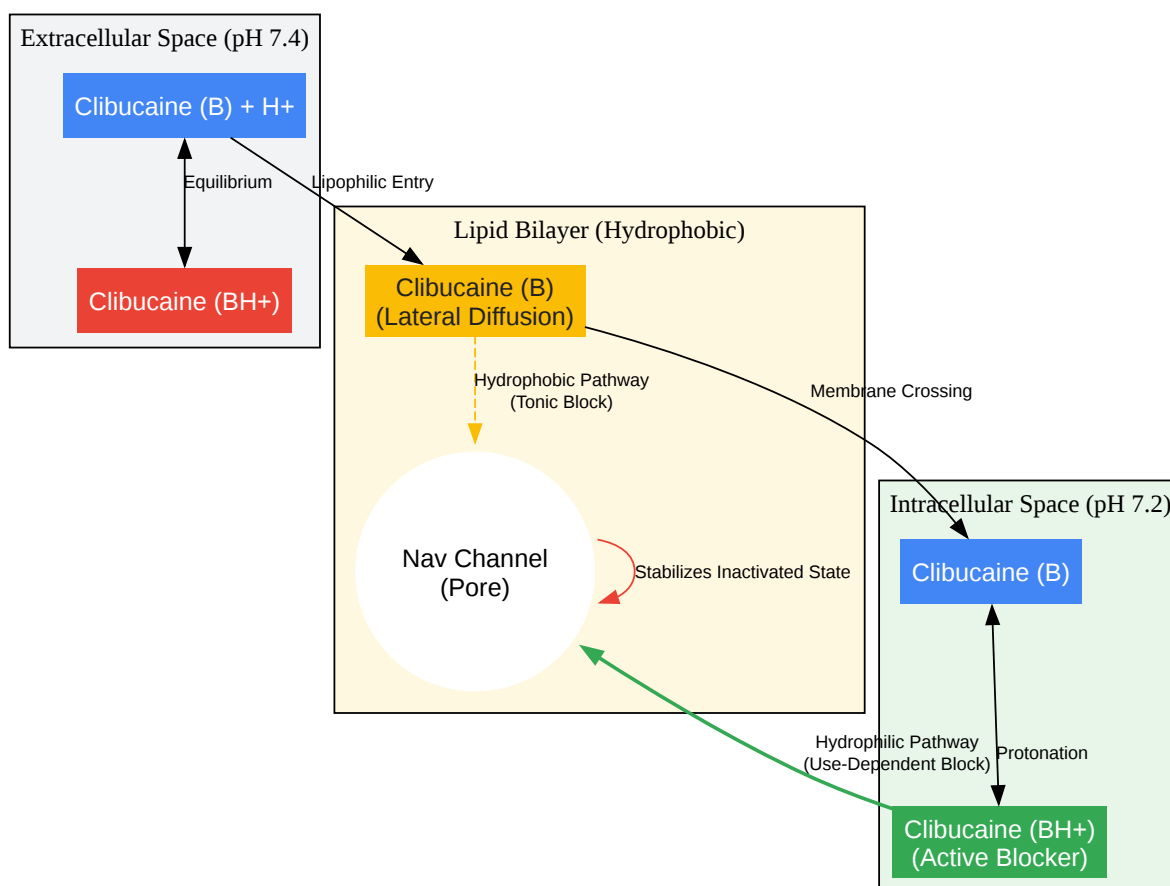 Extracellular Space (pH 7.4)
Clibucaine (B) + H+
Equilibrium
Lipophilic Entry
Clibucaine (BH+)
Lipid Bilayer (Hydrophobic)
Clibucaine (B)
(Lateral Diffusion)
Hydrophobic Pathway
(Tonic Block)
Membrane Crossing
Nav Channel
(Pore)
Stabilizes Inactivated State
Intracellular Space (pH 7.2)
Clibucaine (B)
Hydrophilic Pathway
(Use-Dependent Block)
Protonation
Clibucaine (BH+)
(Active Blocker)